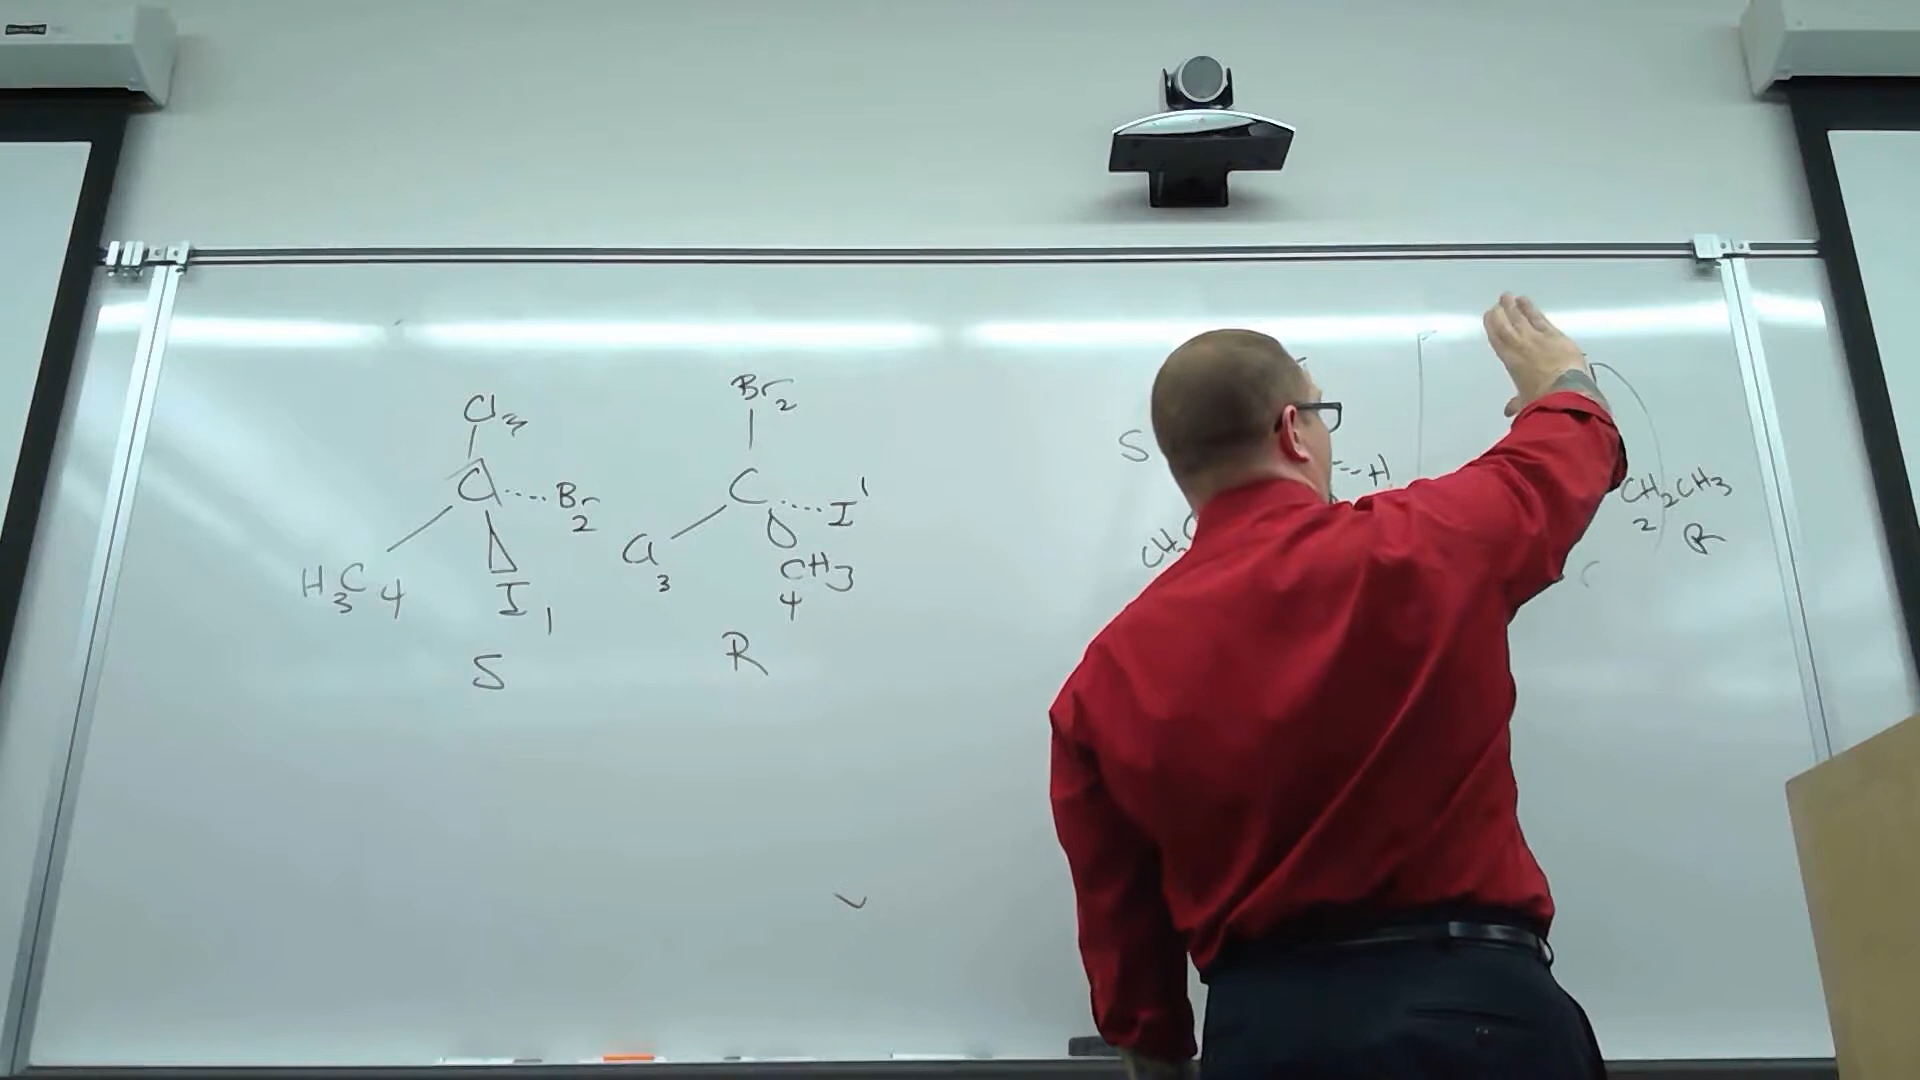 Cl 3
C Br 2
H3C 4
I 1
S
Br 2
C I 1
Cl 3
CH3 4
R
S
H
CH2CH3 2
R